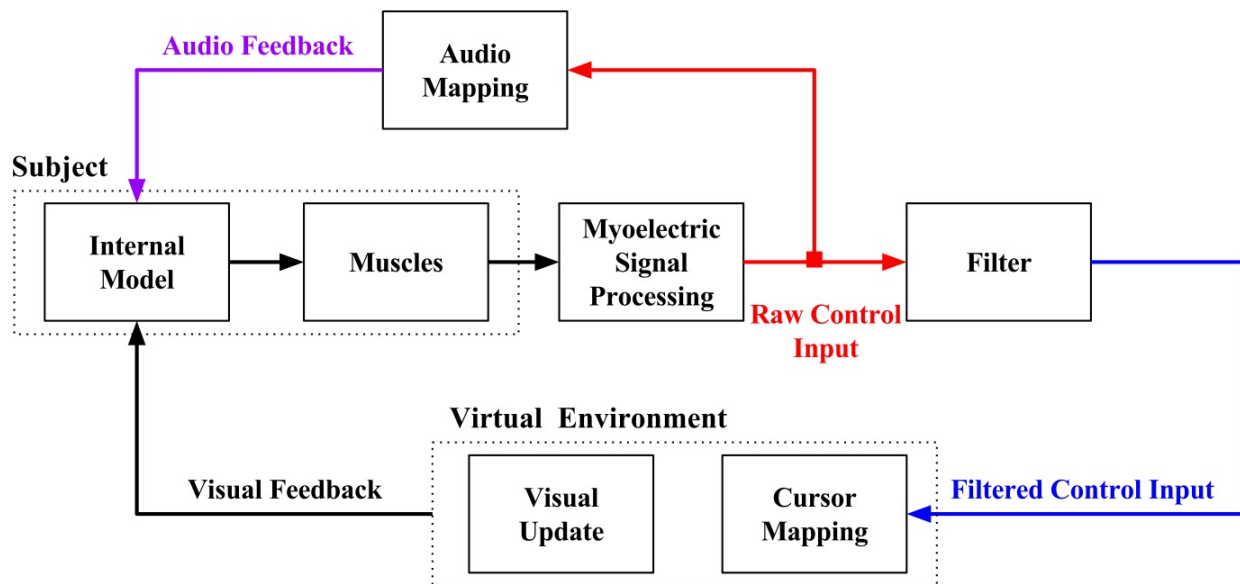 Audio Feedback
Audio
Mapping
Subject
Internal
Model
Muscles
Myoelectric
Signal
Processing
Filter
Raw Control
Input
Virtual Environment
Visual Feedback
Visual
Update
Cursor
Mapping
Filtered Control Input